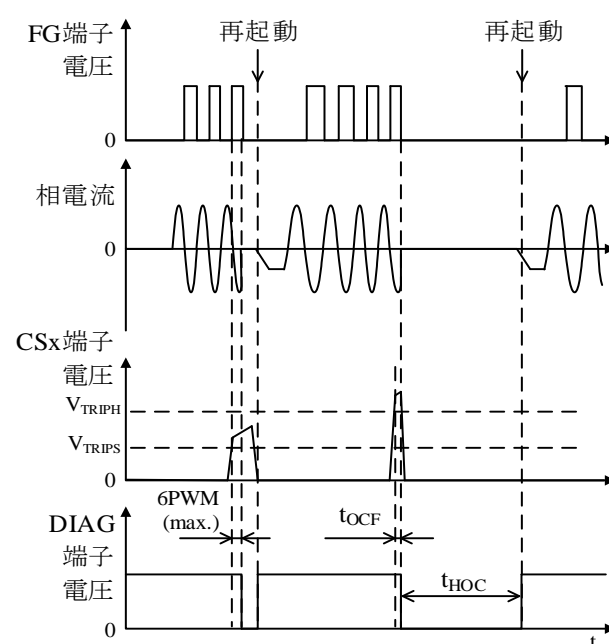 再起動
再起動
FG端子
電圧
0
相電流
0
CSx端子
電圧
VTRIPH
VTRIPS
0
6PWM
(max.)
tOCF
DIAG
端子
電圧
tHOC
0
t